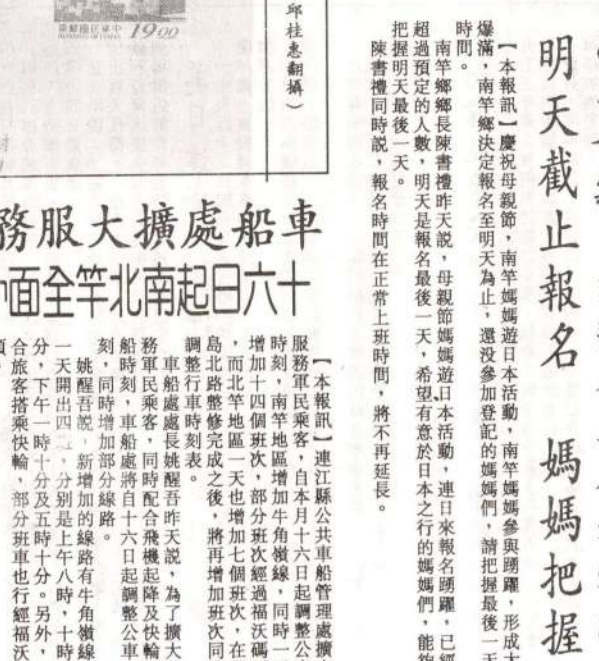 明天截止報名 媽媽把握
【本報訊】慶祝母親節，南竿媽媽遊日本活動，南竿媽媽參與踴躍，形成大
爆滿，南竿鄉決定報名至明天為止，還没參加登記的媽媽們，請把握最後一天
時間。
南竿鄉鄉長陳書禮昨天説，母親節媽媽遊日本活動，連日來報名踴躍，已經
超過預定的人數，明天是報名最後一天，希望有意於日本之行的媽媽們，能夠
把握明天最後一天。
陳書禮同時説，報名時間在正常上班時間，將不再延長。
邱桂惠翻攝）
中華民國郵票
1900
車船處擴大服務
十六日起南北竿全面
【本報訊】連江縣公共車船管理處擴大
服務軍民乘客，自本月十六日起調整公
時刻，南竿地區增加牛角嶺線，同時一
增加十四個班次，部分班次經過福沃碼
，而北竿地區一天也增加七個班次，在
島北路整修完成之後，將再增加班次同
調整行車時刻表。
車船處處長姚醒吾昨天説，為了擴大
務軍民乘客，同時配合飛機起降及快輪
船時刻，車船處將自十六日起調整公車
刻，同時增加部分線路。
姚醒吾説，新增加的線路有牛角嶺線
一天開出四，分别是上午八時，十時
分，下午一時十分及五時十分。另外，
合旅客搭乘快輪，部分班車也行經福沃